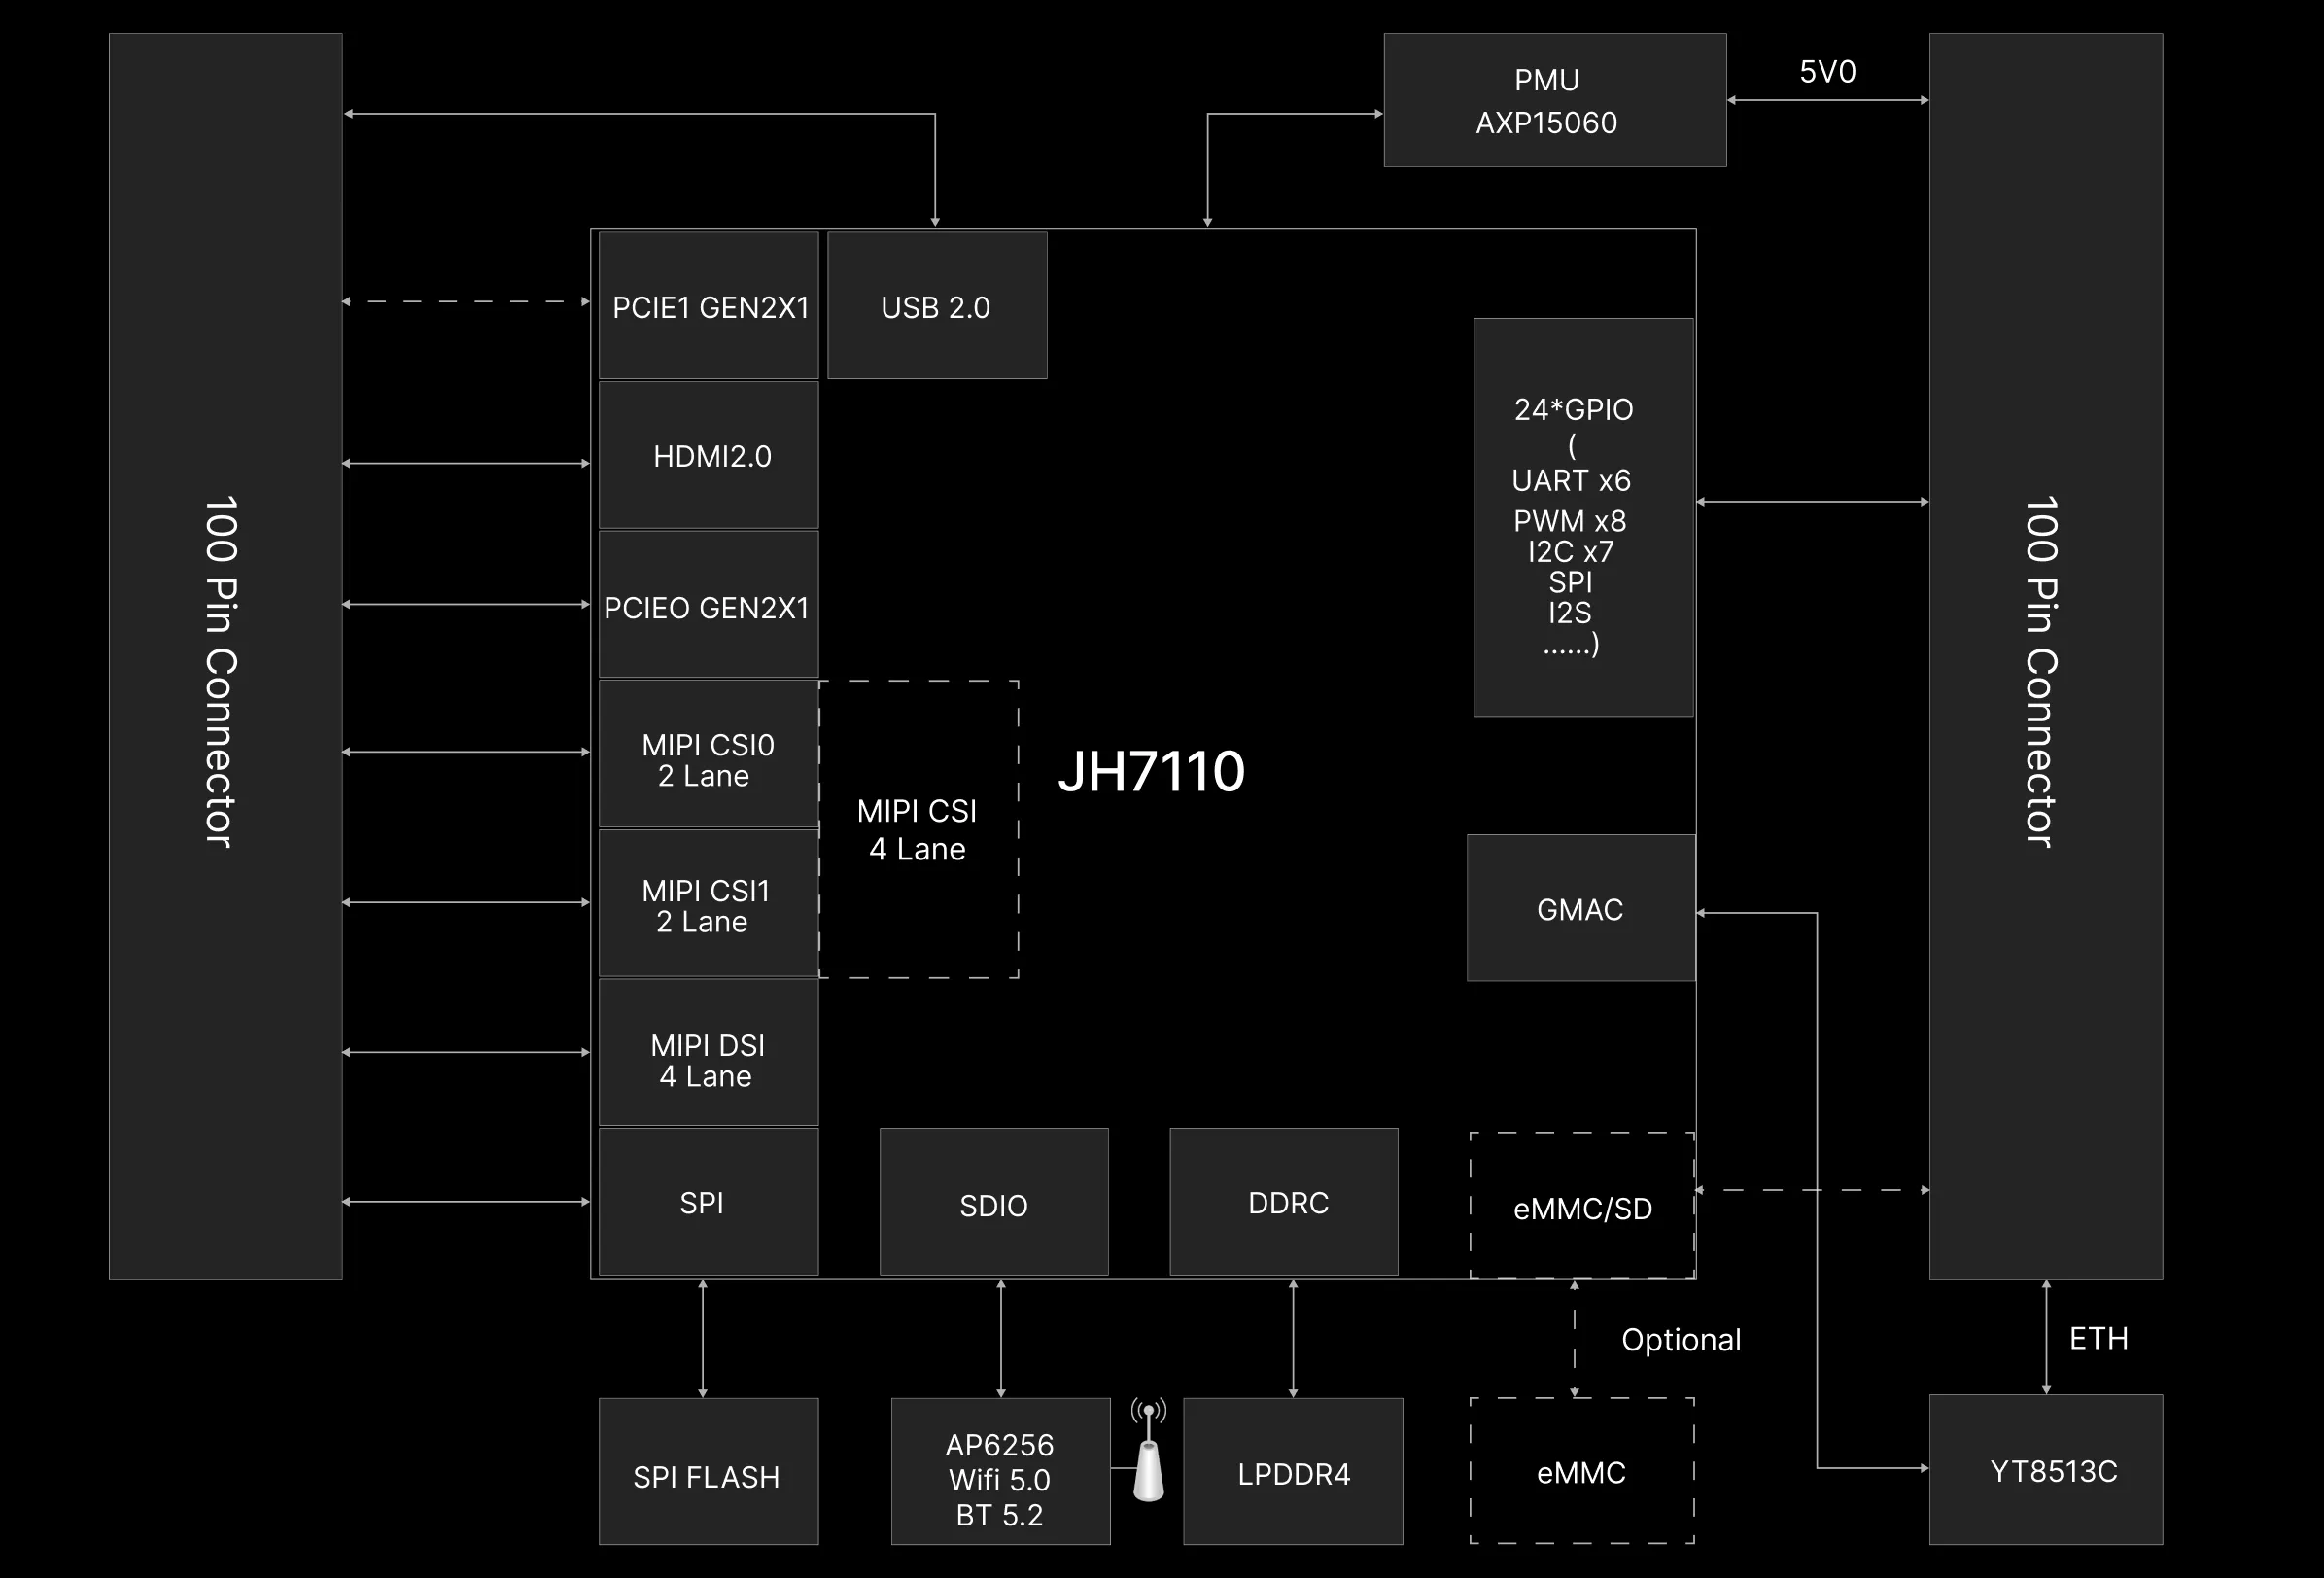 PMU
AXP15060
5V0
100 Pin Connector
PCIE1 GEN2X1
USB 2.0
HDMI2.0
PCIEO GEN2X1
MIPI CSI0
2 Lane
MIPI CSI1
2 Lane
MIPI CSI
4 Lane
MIPI DSI
4 Lane
JH7110
24*GPIO
(
UART x6
PWM x8
I2C x7
SPI
I2S
......)
GMAC
100 Pin Connector
SPI
SDIO
DDRC
eMMC/SD
Optional
ETH
SPI FLASH
AP6256
Wifi 5.0
BT 5.2
LPDDR4
eMMC
YT8513C